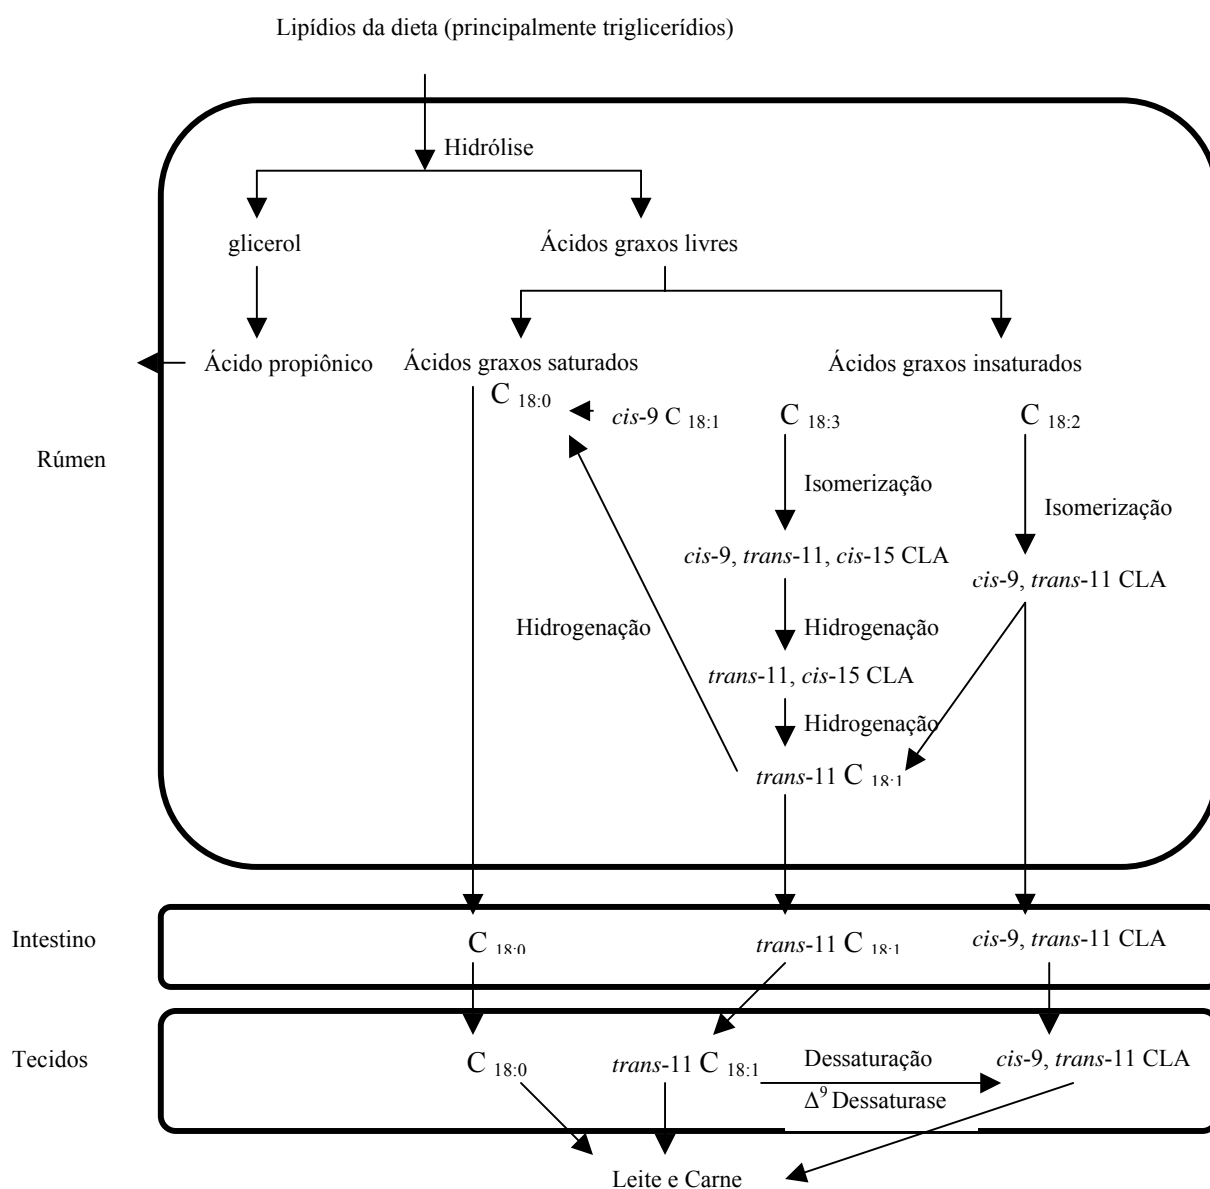 Lipídios da dieta (principalmente triglicerídios)
Hidrólise
glicerol
Ácidos graxos livres
Ácido propiônico
Ácidos graxos saturados
Ácidos graxos insaturados
C 18:0
cis-9 C 18:1
C 18:3
C 18:2
Rúmen
Isomerização
Isomerização
cis-9, trans-11, cis-15 CLA
cis-9, trans-11 CLA
Hidrogenação
Hidrogenação
trans-11, cis-15 CLA
Hidrogenação
trans-11 C 18:1
Intestino
C 18:0
trans-11 C 18:1
cis-9, trans-11 CLA
Tecidos
C 18:0
trans-11 C 18:1
Dessaturação
Δ9 Dessaturase
cis-9, trans-11 CLA
Leite e Carne